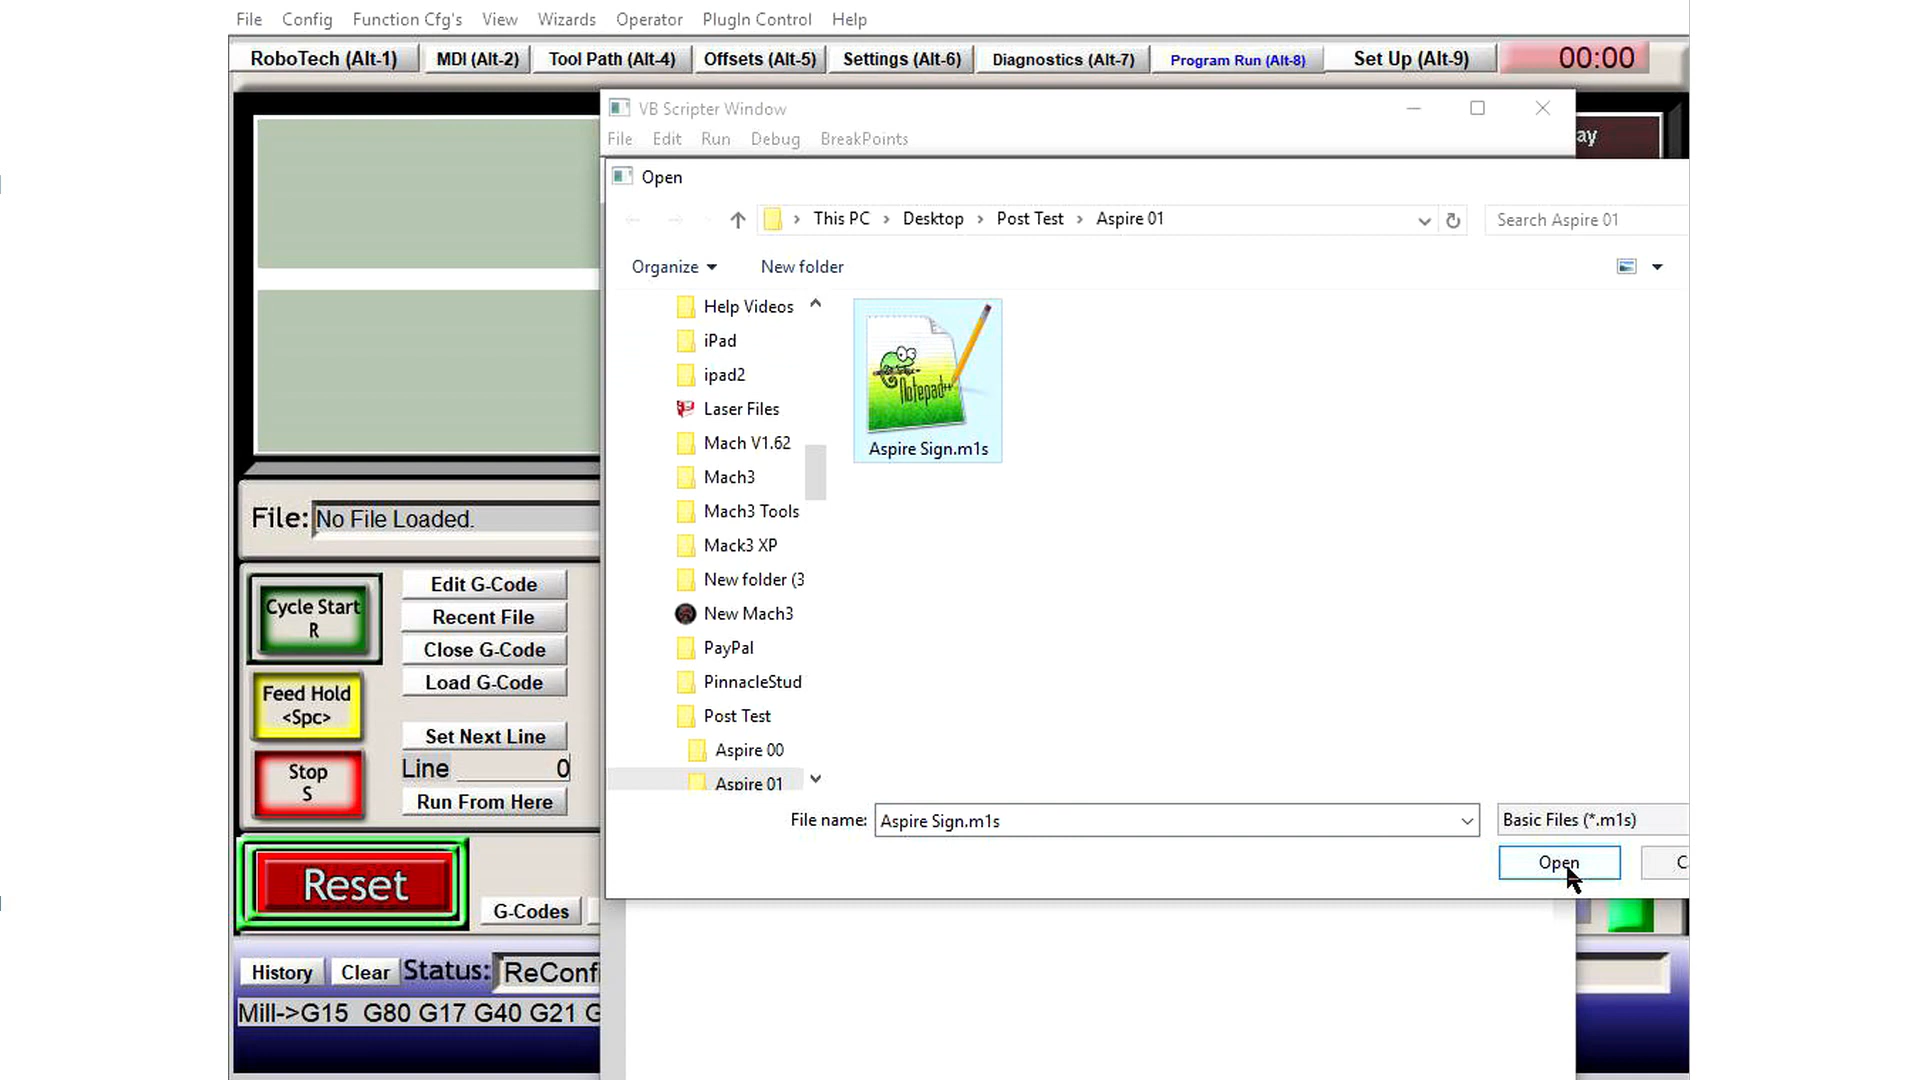 File Config Function Cfg's View Wizards Operator PlugIn Control Help
RoboTech (Alt-1) MDI (Alt-2) Tool Path (Alt-4) Offsets (Alt-5) Settings (Alt-6) Diagnostics (Alt-7) Program Run (Alt-8) Set Up (Alt-9) 00:00
VB Scripter Window
File Edit Run Debug BreakPoints
ay
Open
This PC Desktop Post Test Aspire 01 Search Aspire 01
Organize New folder
Help Videos
iPad
ipad2
Laser Files
Mach V1.62
Mach3
Mach3 Tools
Mack3 XP
New folder (3
New Mach3
PayPal
PinnacleStud
Post Test
Aspire 00
Aspire 01
Notepad++
Aspire Sign.m1s
File name: Aspire Sign.m1s Basic Files (*.m1s)
Open C
File: No File Loaded.
Cycle Start
R
Feed Hold
<Spc>
Stop
S
Edit G-Code
Recent File
Close G-Code
Load G-Code
Set Next Line
Line 0
Run From Here
Reset
G-Codes
History Clear Status: ReConf
Mill->G15 G80 G17 G40 G21 G